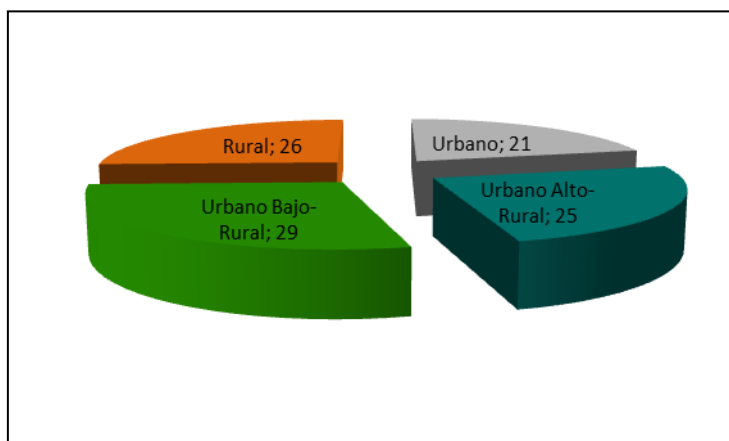 Rural; 26
Urbano; 21
Urbano Alto-
Rural; 25
Urbano Bajo-
Rural; 29